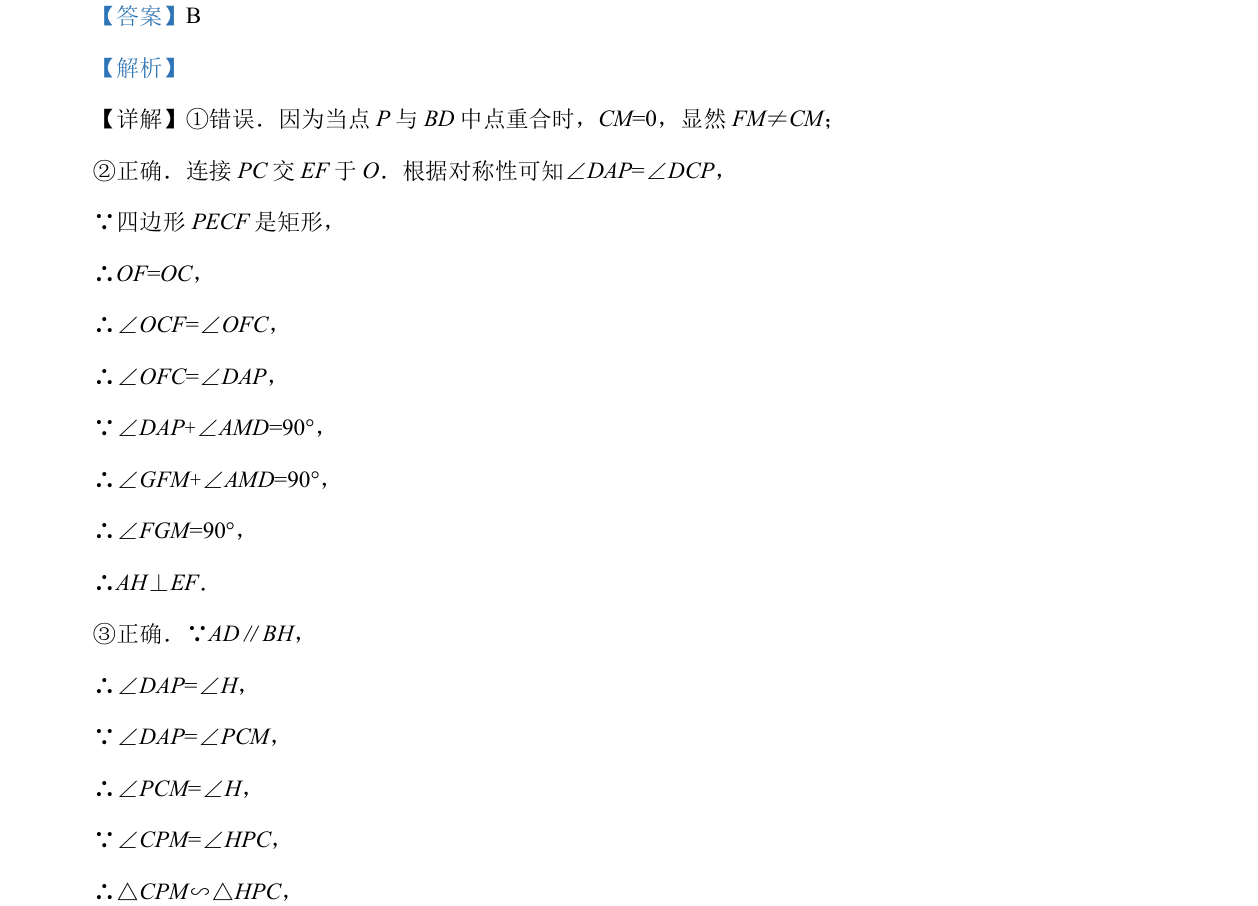 【答案】B
【解析】
【详解】①错误．因为当点 P 与 BD 中点重合时，CM=0，显然 FM≠CM；
②正确．连接 PC 交 EF 于 O．根据对称性可知∠DAP=∠DCP，
∵四边形 PECF 是矩形，
∴OF=OC，
∴∠OCF=∠OFC，
∴∠OFC=∠DAP，
∵∠DAP+∠AMD=90°，
∴∠GFM+∠AMD=90°，
∴∠FGM=90°，
∴AH⊥EF．
③正确．∵AD∥BH，
∴∠DAP=∠H，
∵∠DAP=∠PCM，
∴∠PCM=∠H，
∵∠CPM=∠HPC，
∴△CPM∽△HPC，